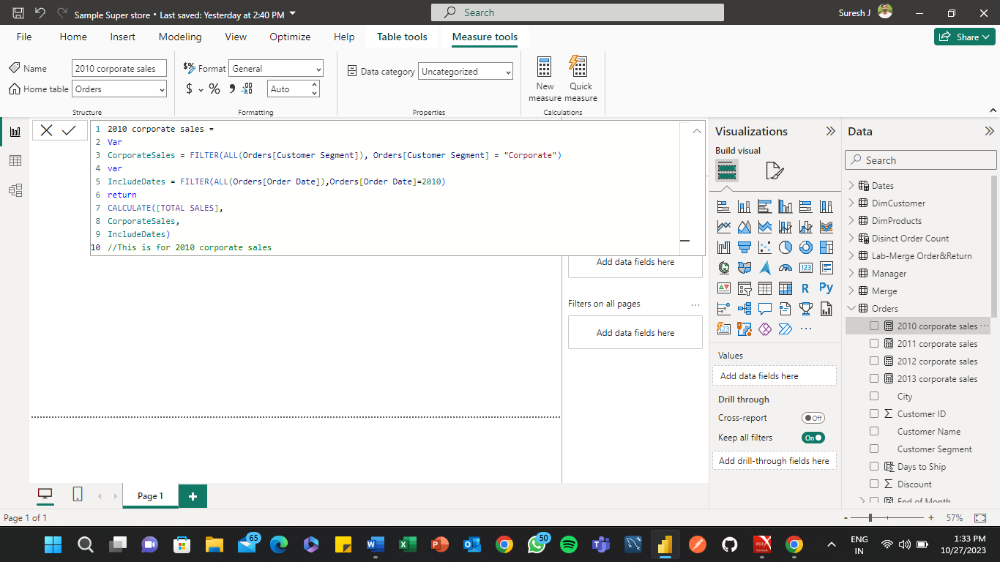 Sample Super store • Last saved: Yesterday at 2:40 PM
Search
Suresh J
File
Home
Insert
Modeling
View
Optimize
Help
Table tools
Measure tools
Share
Name
2010 corporate sales
Home table
Orders
Structure
$% Format
General
$
%
Auto
Formatting
Data category
Uncategorized
Properties
New
measure
Quick
measure
Calculations
1 2010 corporate sales =
2 Var
3 CorporateSales = FILTER(ALL(Orders[Customer Segment]), Orders[Customer Segment] = "Corporate")
4 var
5 IncludeDates = FILTER(ALL(Orders[Order Date]),Orders[Order Date]=2010)
6 return
7 CALCULATE([TOTAL SALES],
8 CorporateSales,
9 IncludeDates)
10 //This is for 2010 corporate sales
Add data fields here
Filters on all pages
Add data fields here
Visualizations
Build visual
123
R
Py
123
Values
Add data fields here
Drill through
Cross-report
Off
Keep all filters
On
Add drill-through fields here
Data
Search
Dates
DimCustomer
DimProducts
Disinct Order Count
Lab-Merge Order&Return
Manager
Merge
Orders
2010 corporate sales
2011 corporate sales
2012 corporate sales
2013 corporate sales
City
Customer ID
Customer Name
Customer Segment
Days to Ship
Discount
End of Month
Page 1
Page 1 of 1
- + 57%
65
50
ENG
IN
1:33 PM
10/27/2023